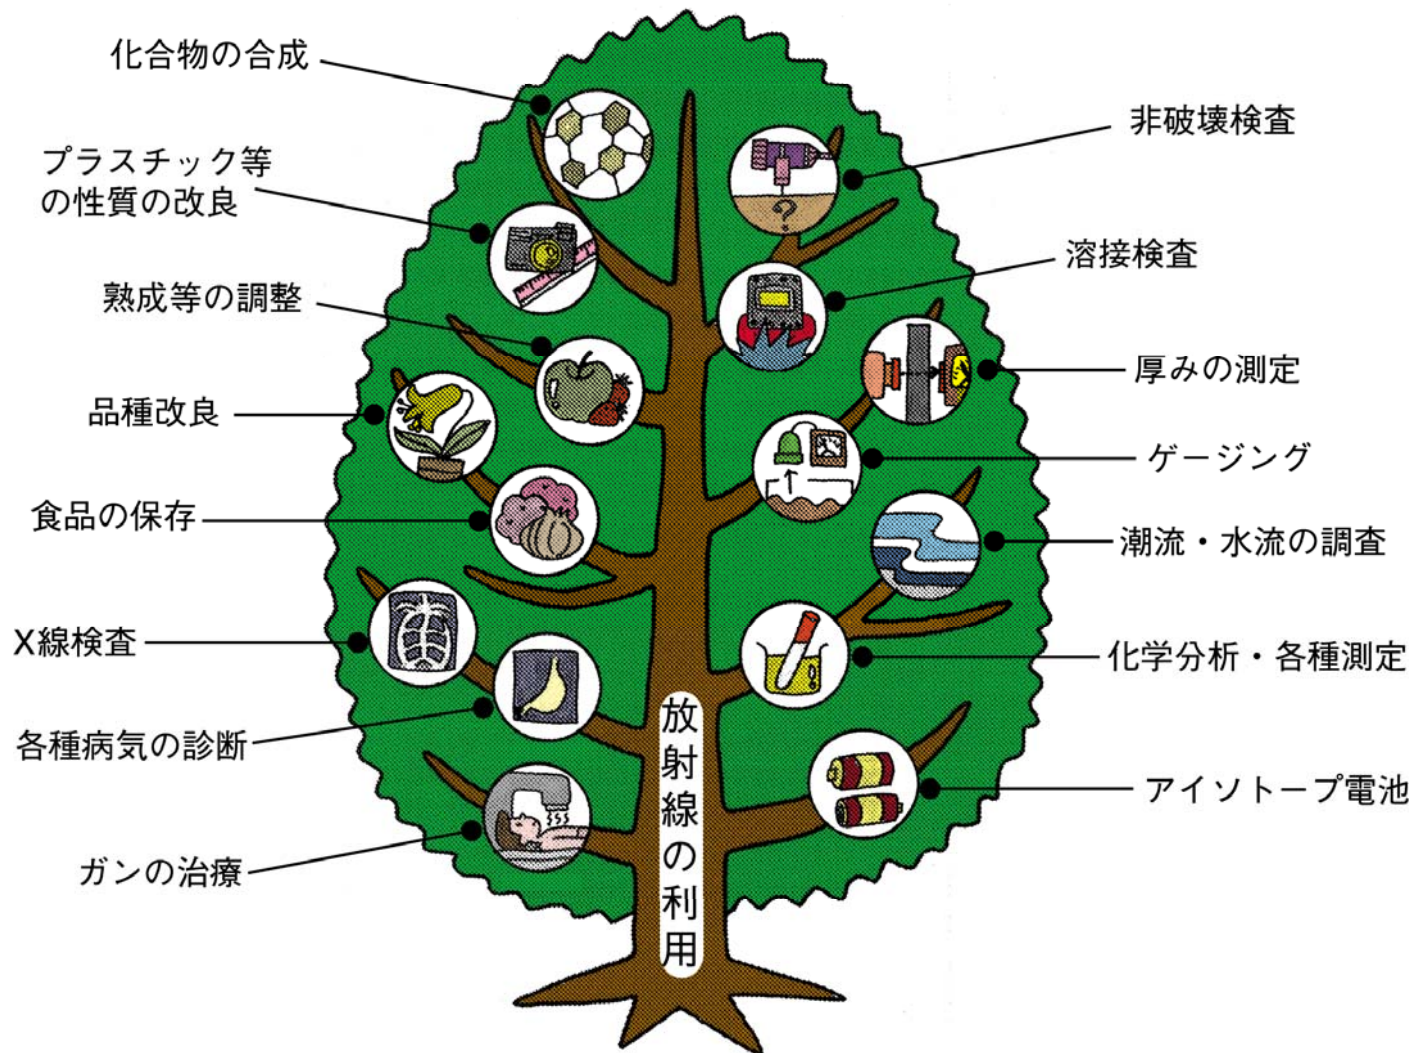 化合物の合成
プラスチック等
の性質の改良
熟成等の調整
品種改良
食品の保存
X線検査
各種病気の診断
ガンの治療
非破壊検査
溶接検査
厚みの測定
ゲージング
潮流・水流の調査
化学分析・各種測定
アイソトープ電池
放射線の利用
?